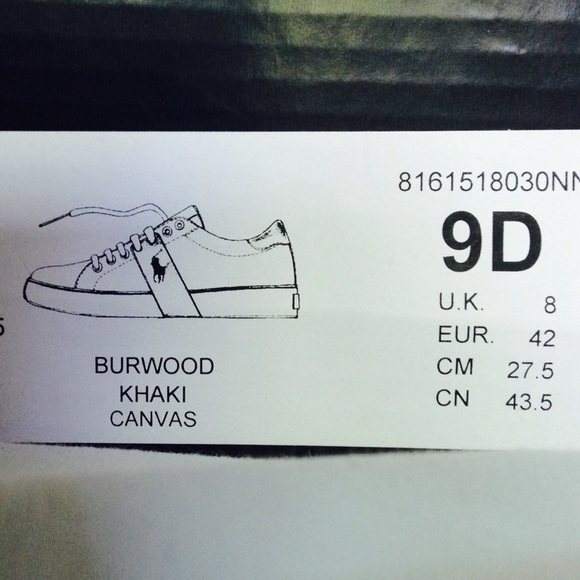 8161518030NN
9D
U.K. 8
EUR. 42
CM 27.5
CN 43.5
BURWOOD
KHAKI
CANVAS